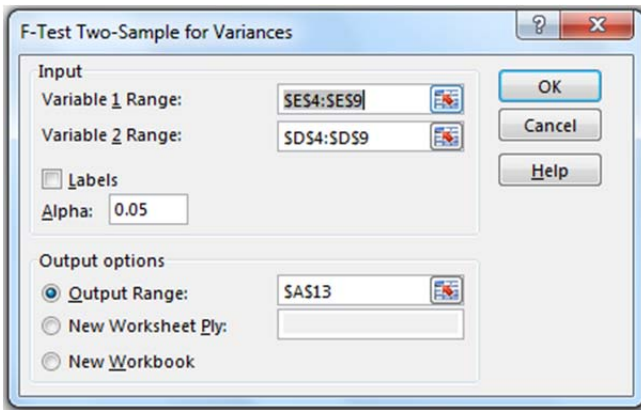 F-Test Two-Sample for Variances
Input
Variable 1 Range: $E$4:$E$9
Variable 2 Range: $D$4:$D$9
Labels
Alpha: 0.05
Output options
Output Range: $A$13
New Worksheet Ply:
New Workbook
?
X
OK
Cancel
Help